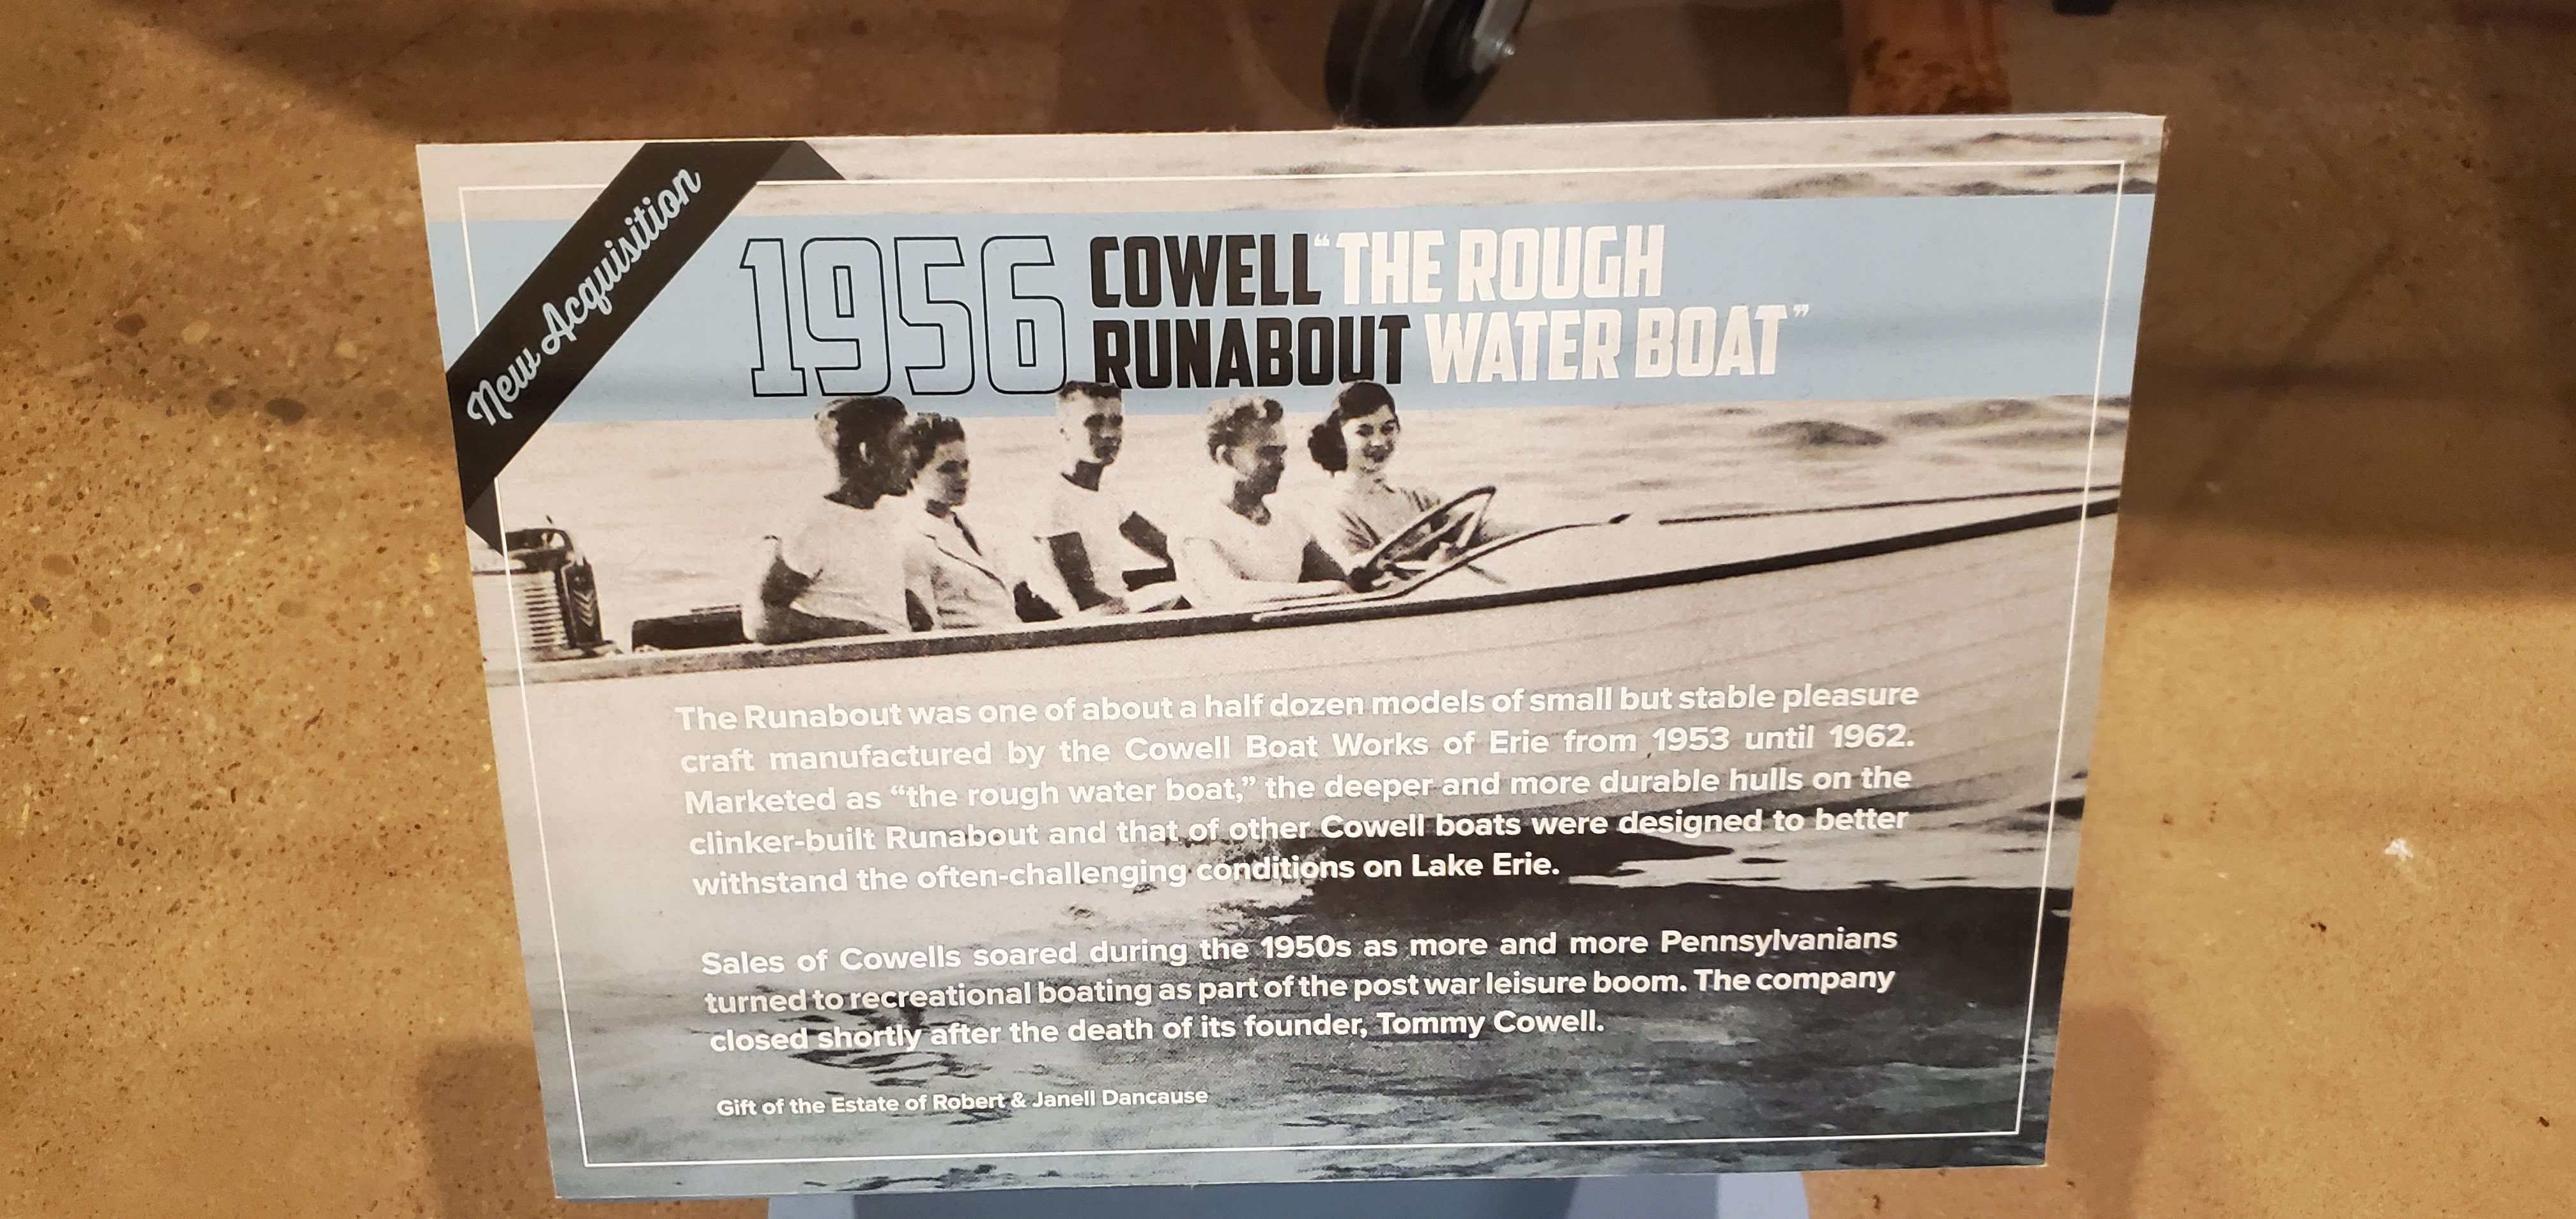 New Acquisition
1956 COWELL "THE ROUGH
RUNABOUT WATER BOAT"
The Runabout was one of about a half dozen models of small but stable pleasure
craft manufactured by the Cowell Boat Works of Erie from 1953 until 1962.
Marketed as “the rough water boat,” the deeper and more durable hulls on the
clinker-built Runabout and that of other Cowell boats were designed to better
withstand the often-challenging conditions on Lake Erie.
Sales of Cowells soared during the 1950s as more and more Pennsylvanians
turned to recreational boating as part of the post war leisure boom. The company
closed shortly after the death of its founder, Tommy Cowell.
Gift of the Estate of Robert & Janell Dancause